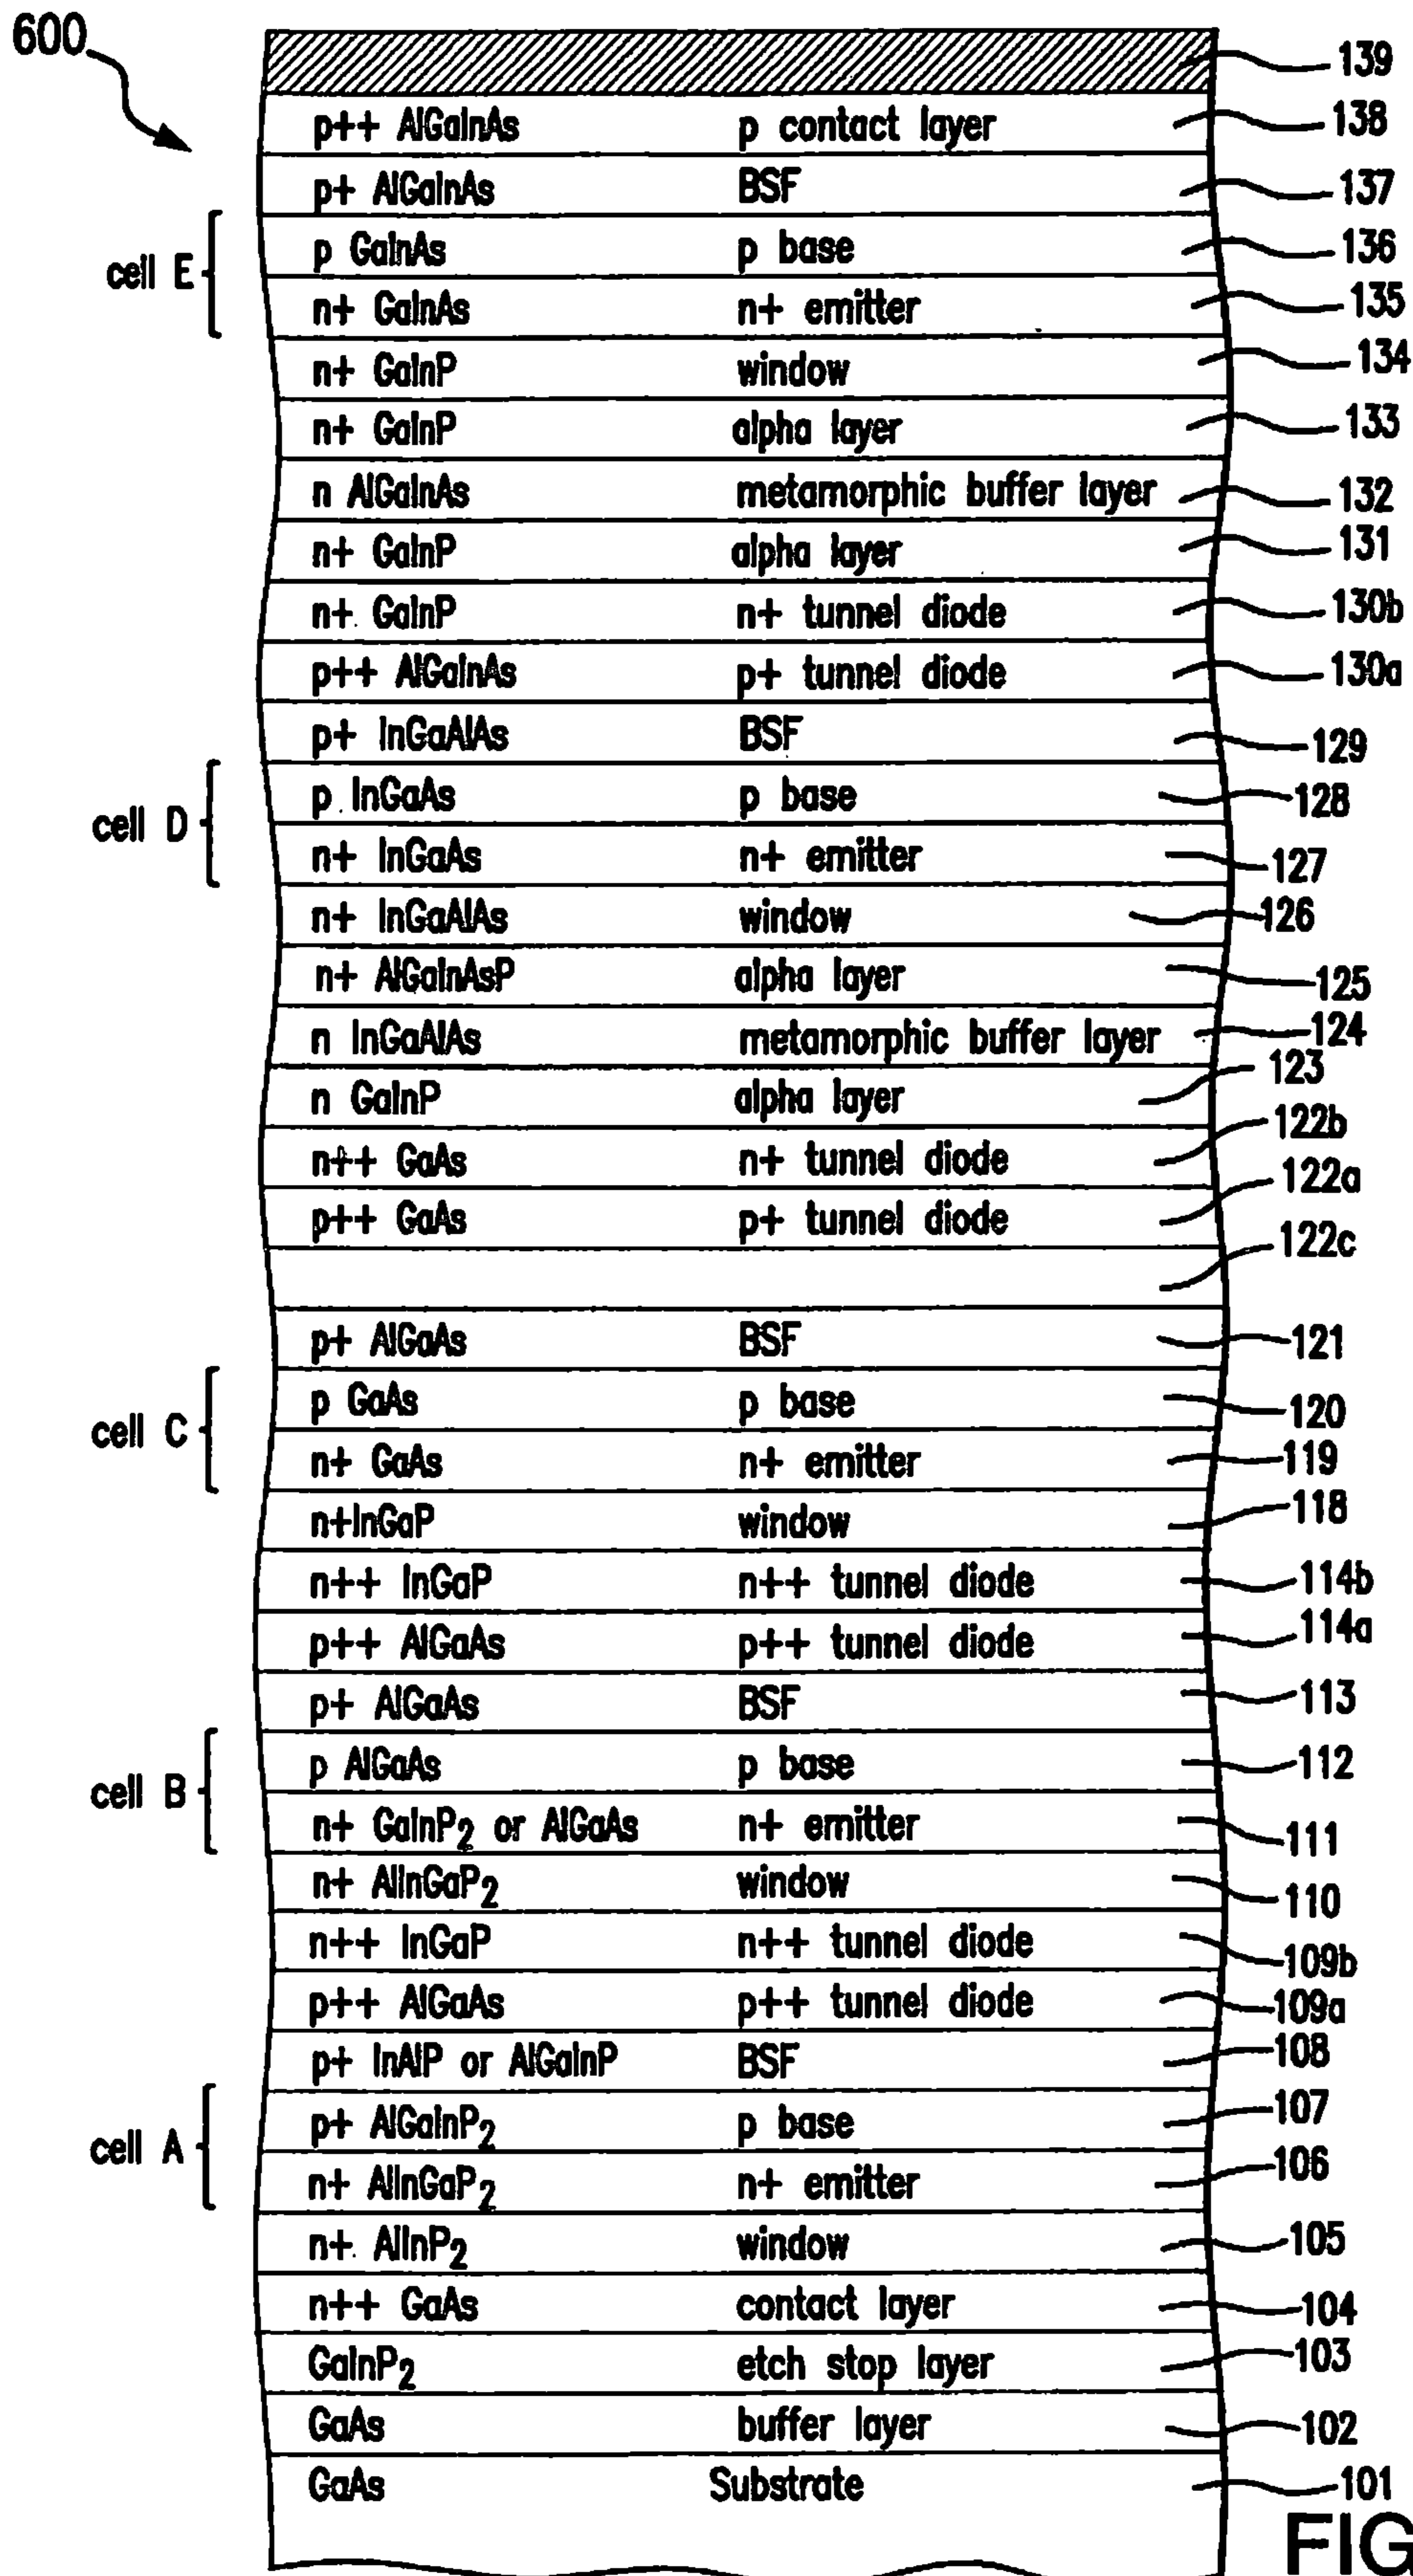 600
139
p++ AlGaInAs p contact layer 138
p+ AlGaInAs BSF 137
cell E
p GaInAs p base 136
n+ GaInAs n+ emitter 135
n+ GaInP window 134
n+ GaInP alpha layer 133
n AlGaInAs metamorphic buffer layer 132
n+ GaInP alpha layer 131
n+ GaInP n+ tunnel diode 130b
p++ AlGaInAs p+ tunnel diode 130a
p+ InGaAlAs BSF 129
cell D
p InGaAs p base 128
n+ InGaAs n+ emitter 127
n+ InGaAlAs window 126
n+ AlGaInAsP alpha layer 125
n InGaAlAs metamorphic buffer layer 124
n GaInP alpha layer 123
n++ GaAs n+ tunnel diode 122b
p++ GaAs p+ tunnel diode 122a
122c
p+ AlGaAs BSF 121
cell C
p GaAs p base 120
n+ GaAs n+ emitter 119
n+InGaP window 118
n++ InGaP n++ tunnel diode 114b
p++ AlGaAs p++ tunnel diode 114a
p+ AlGaAs BSF 113
cell B
p AlGaAs p base 112
n+ GaInP2 or AlGaAs n+ emitter 111
n+ AlInGaP2 window 110
n++ InGaP n++ tunnel diode 109b
p++ AlGaAs p++ tunnel diode 109a
p+ InAlP or AlGaInP BSF 108
cell A
p+ AlGaInP2 p base 107
n+ AlInGaP2 n+ emitter 106
n+ AlInP2 window 105
n++ GaAs contact layer 104
GaInP2 etch stop layer 103
GaAs buffer layer 102
GaAs Substrate 101
FIG